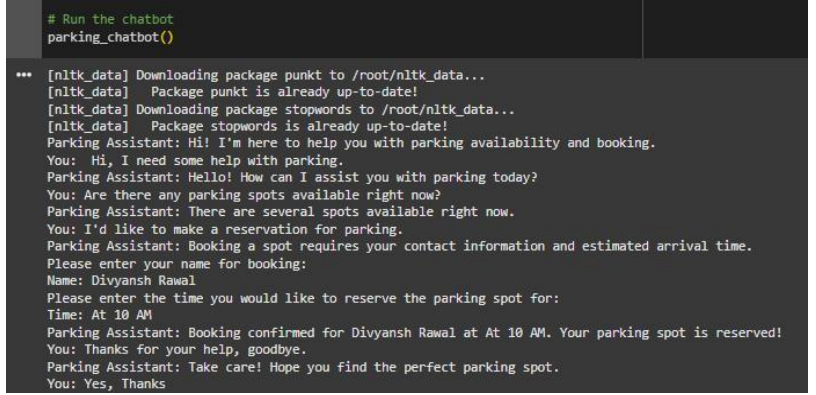 # Run the chatbot
parking_chatbot()
[nltk_data] Downloading package punkt to /root/nltk_data...
[nltk_data]   Package punkt is already up-to-date!
[nltk_data] Downloading package stopwords to /root/nltk_data...
[nltk_data]   Package stopwords is already up-to-date!
Parking Assistant: Hi! I'm here to help you with parking availability and booking.
You:  Hi, I need some help with parking.
Parking Assistant: Hello! How can I assist you with parking today?
You: Are there any parking spots available right now?
Parking Assistant: There are several spots available right now.
You: I'd like to make a reservation for parking.
Parking Assistant: Booking a spot requires your contact information and estimated arrival time.
Please enter your name for booking:
Name: Divyansh Rawal
Please enter the time you would like to reserve the parking spot for:
Time: At 10 AM
Parking Assistant: Booking confirmed for Divyansh Rawal at At 10 AM. Your parking spot is reserved!
You: Thanks for your help, goodbye.
Parking Assistant: Take care! Hope you find the perfect parking spot.
You: Yes, Thanks